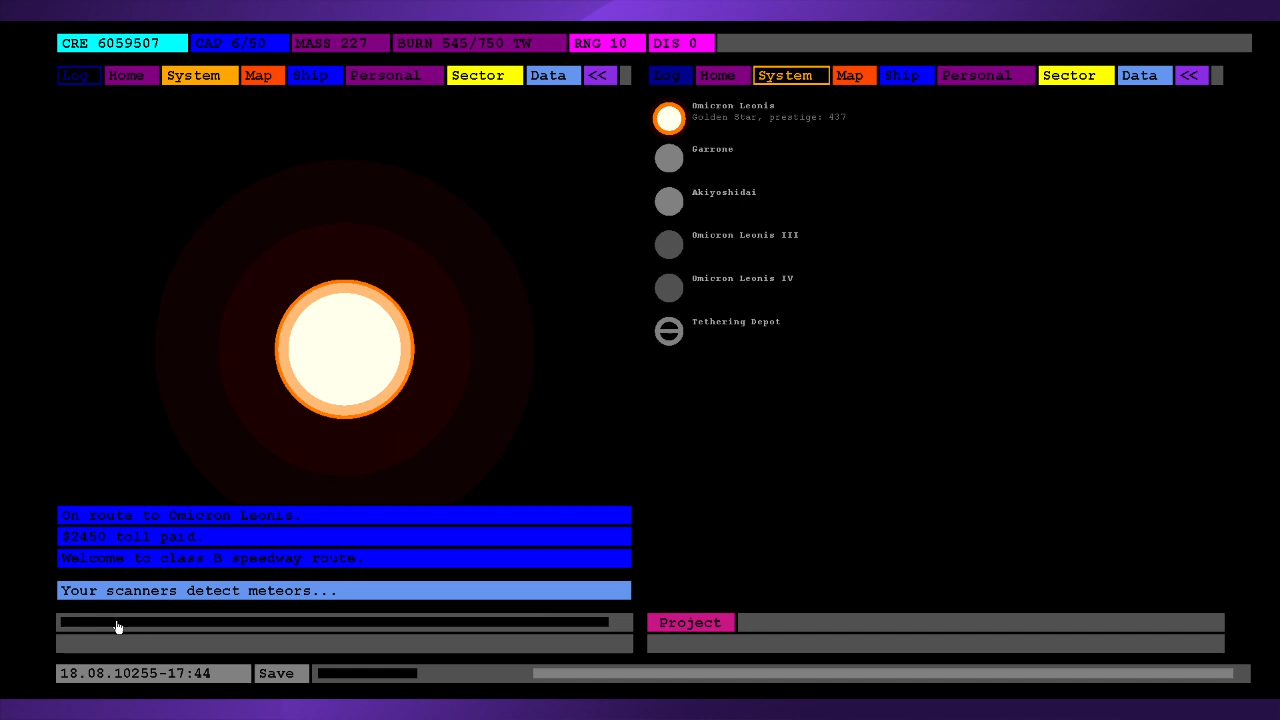 CRE 6059507 CAP 6/50 MASS 227 BURN 545/750 TW RNG 10 DIS 0
Log Home System Map Ship Personal Sector Data <<
Log Home System Map Ship Personal Sector Data <<
Omicron Leonis
Golden Star, prestige: 437
Garrone
Akiyoshidai
Omicron Leonis III
Omicron Leonis IV
Tethering Depot
On route to Omicron Leonis.
$2450 toll paid.
Welcome to class B speedway route.
Your scanners detect meteors...
Project
18.08.10255-17:44 Save